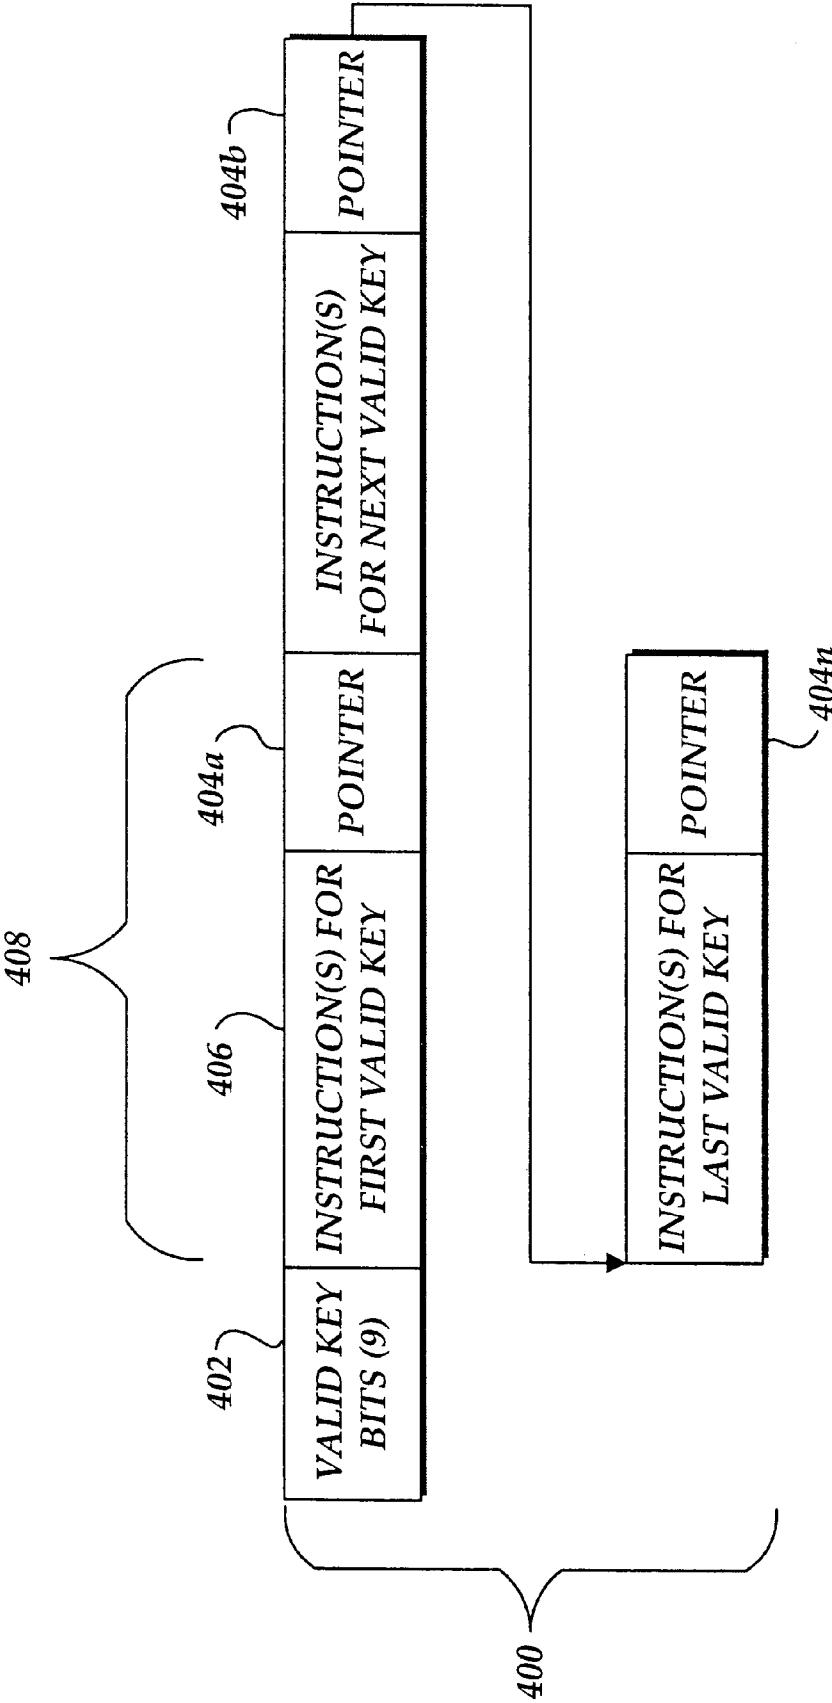 408
402
406
404a
404b
VALID KEY
BITS (9)
INSTRUCTION(S) FOR
FIRST VALID KEY
POINTER
INSTRUCTION(S)
FOR NEXT VALID KEY
POINTER
400
INSTRUCTION(S) FOR
LAST VALID KEY
POINTER
404n